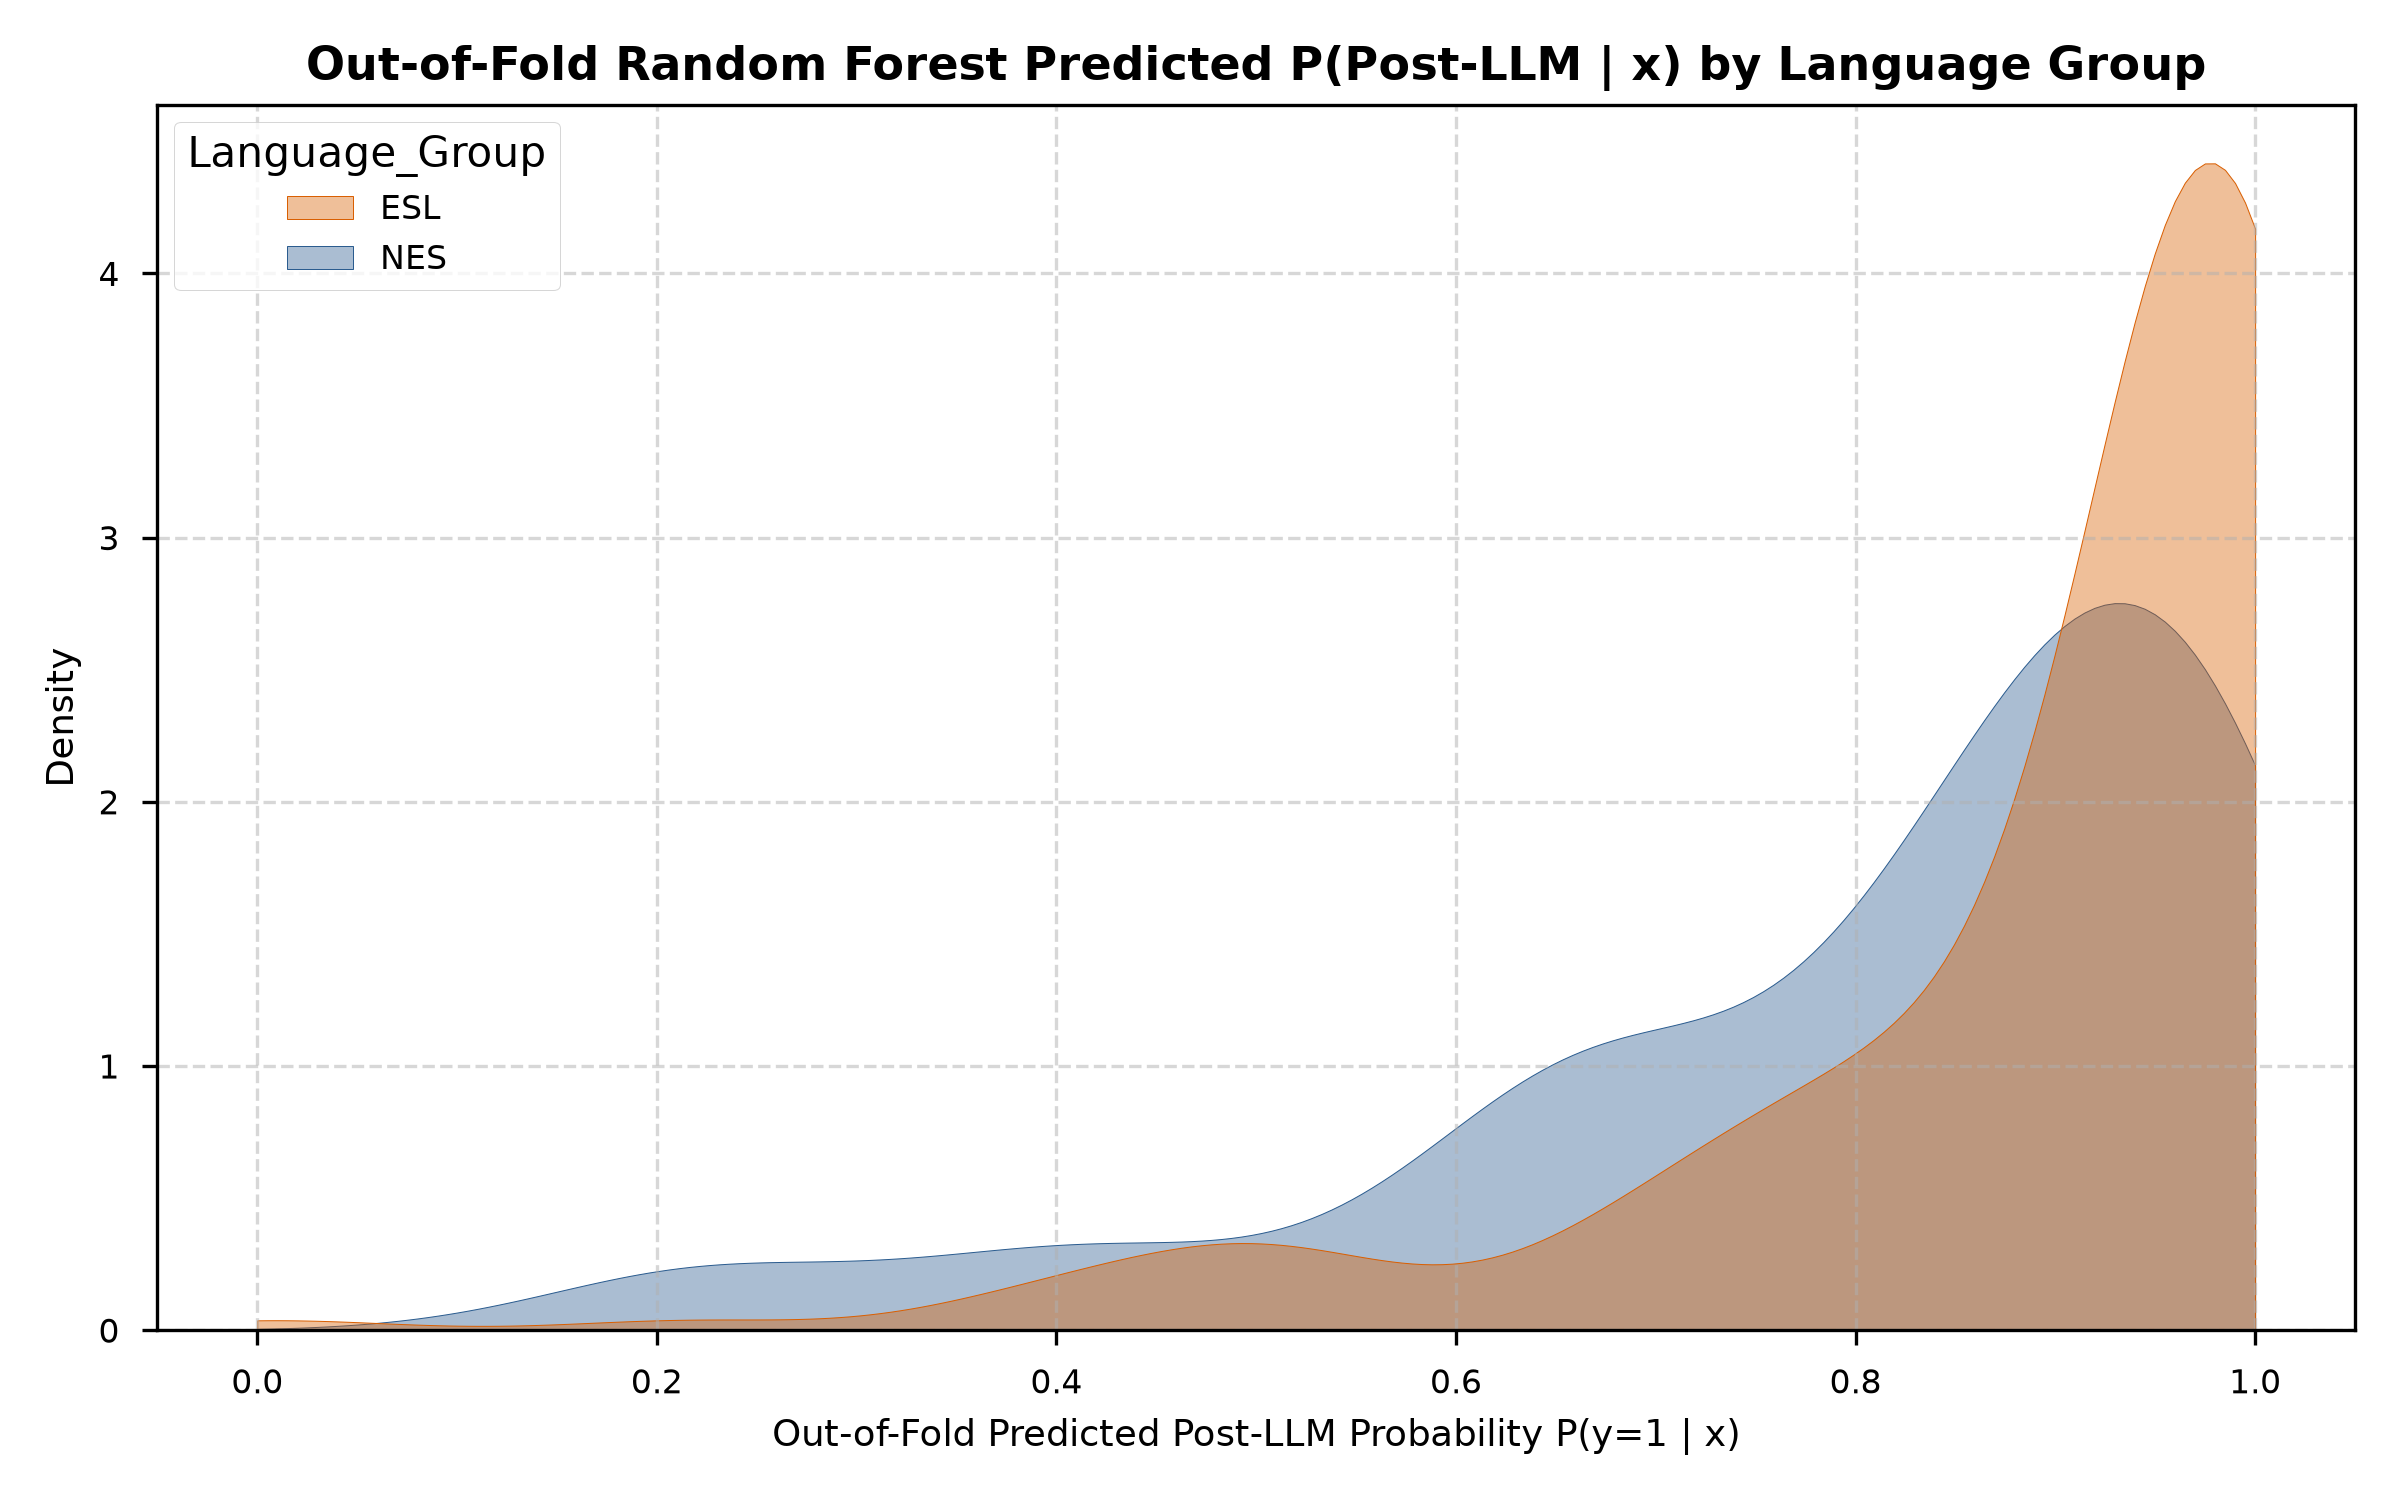 Out-of-Fold Random Forest Predicted P(Post-LLM | x) by Language Group
Language_Group
ESL
NES
4
3
2
1
0
Density
0.0 0.2 0.4 0.6 0.8 1.0
Out-of-Fold Predicted Post-LLM Probability P(y=1 | x)